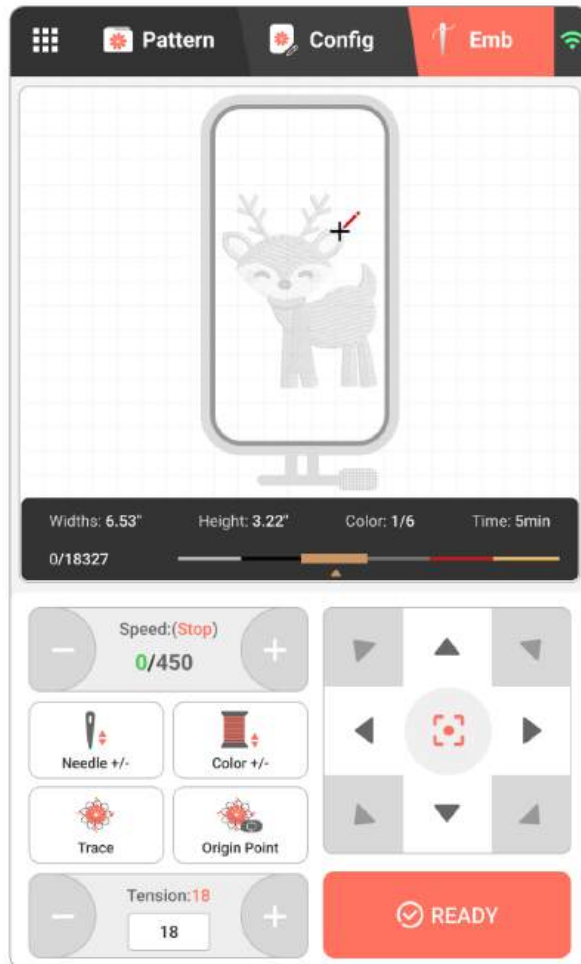 Pattern Config Emb
Widths: 6.53" Height: 3.22" Color: 1/6 Time: 5min
0/18327
Speed:(Stop)
0/450
Needle +/- Color +/-
Trace Origin Point
Tension:18
18
READY